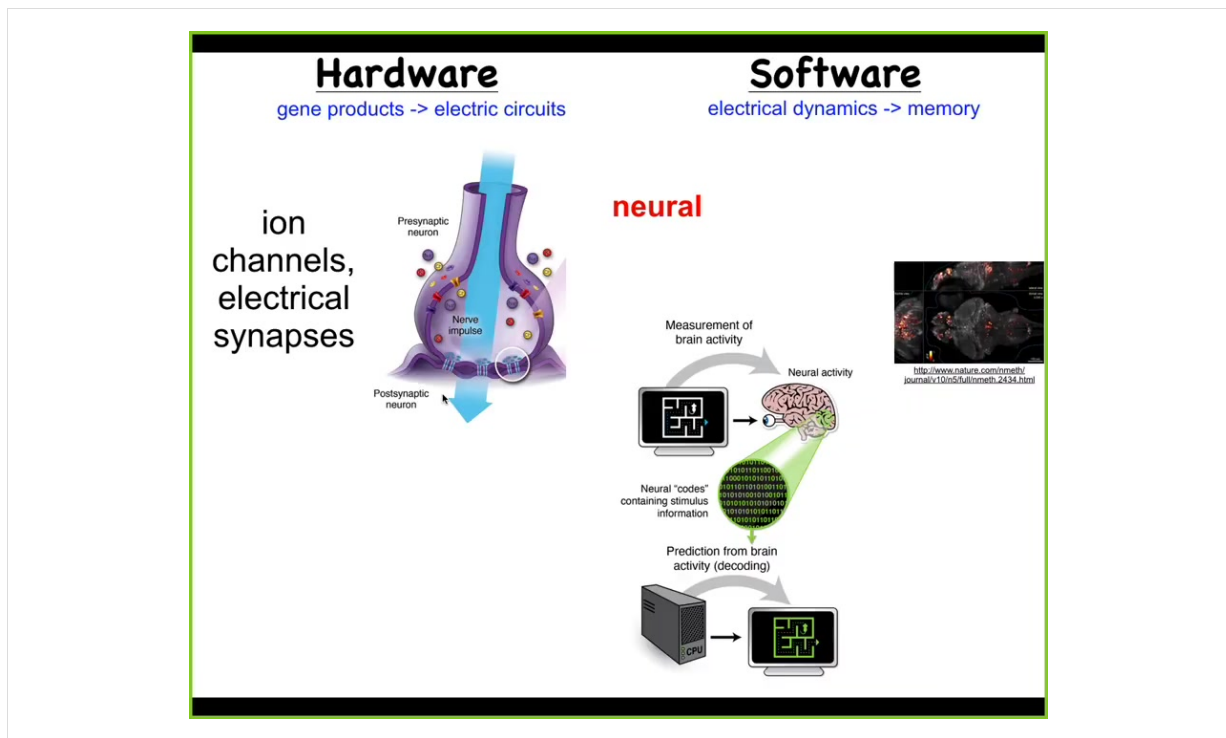 Hardware
gene products -> electric circuits
ion
channels,
electrical
synapses
Presynaptic
neuron
Nerve
impulse
Postsynaptic
neuron
Software
electrical dynamics -> memory
neural
Measurement of
brain activity
Neural activity
Neural "codes"
containing stimulus
information
Prediction from brain
activity (decoding)
CPU
http://www.nature.com/nmeth/
journal/v10/n5/full/nmeth.2434.html